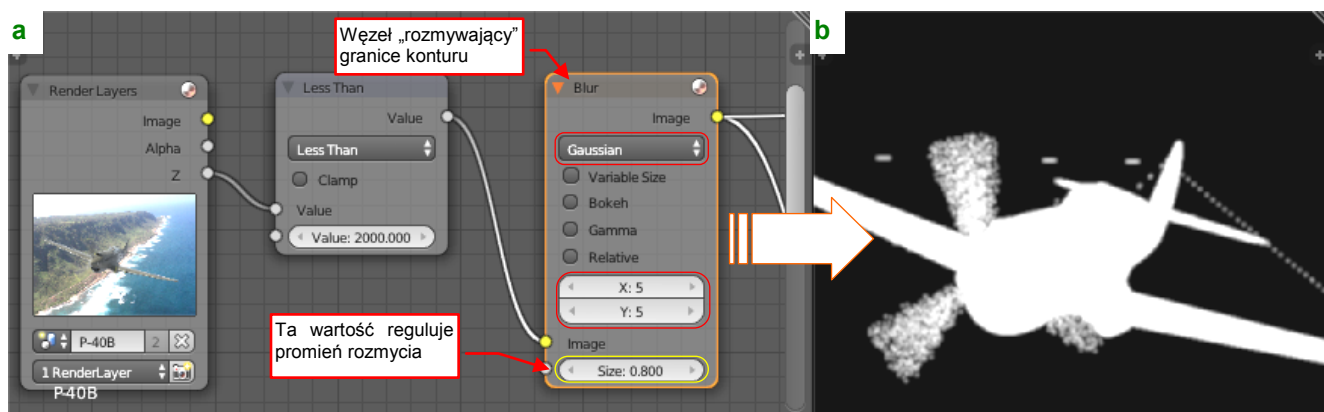 a
Węzeł „rozmywający”
granice konturu
b
Render Layers
Image
Alpha
Z
P-40B
2
1 RenderLayer
P-40B
Less Than
Value
Less Than
Clamp
Value
Value: 2000.000
Ta wartość reguluje
promień rozmycia
Blur
Image
Gaussian
Variable Size
Bokeh
Gamma
Relative
X: 5
Y: 5
Image
Size: 0.800